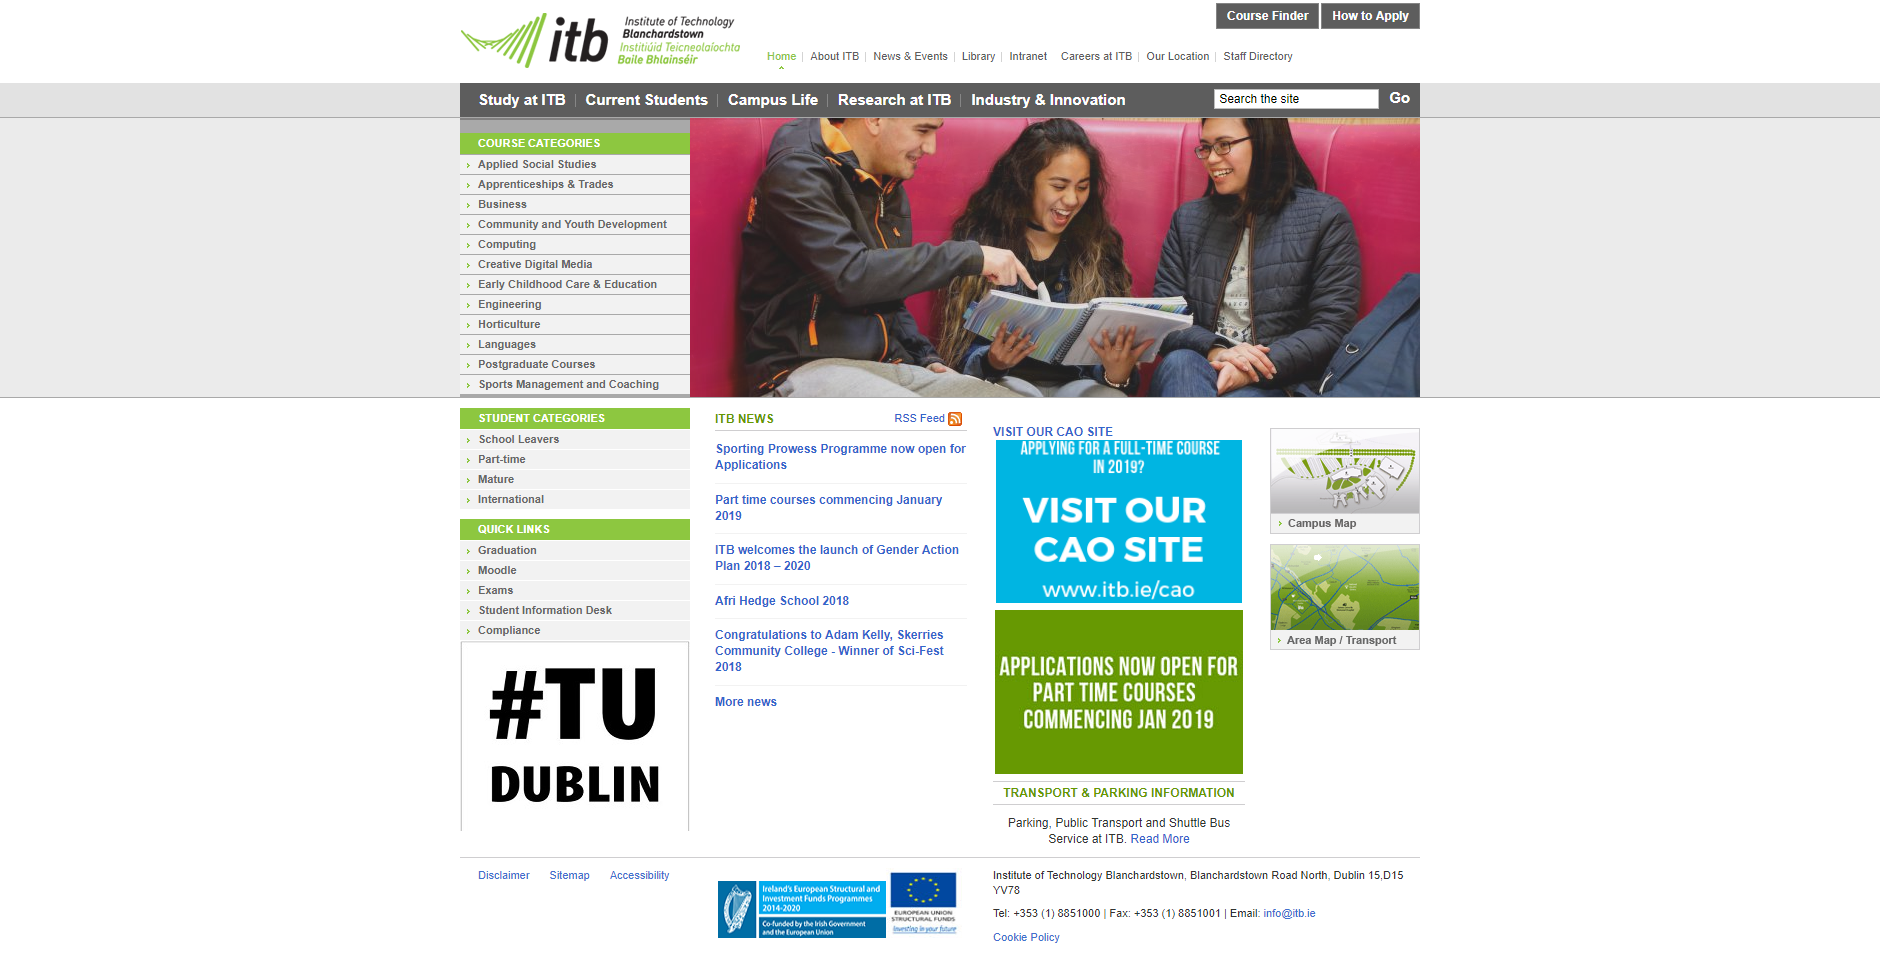 itb
Institute of Technology
Blanchardstown
Institiúid Teicneolaíochta
Baile Bhlainséir
Course Finder
How to Apply
Home
About ITB
News & Events
Library
Intranet
Careers at ITB
Our Location
Staff Directory
Study at ITB
Current Students
Campus Life
Research at ITB
Industry & Innovation
Search the site
Go
COURSE CATEGORIES
Applied Social Studies
Apprenticeships & Trades
Business
Community and Youth Development
Computing
Creative Digital Media
Early Childhood Care & Education
Engineering
Horticulture
Languages
Postgraduate Courses
Sports Management and Coaching
STUDENT CATEGORIES
School Leavers
Part-time
Mature
International
QUICK LINKS
Graduation
Moodle
Exams
Student Information Desk
Compliance
#TU
DUBLIN
ITB NEWS
RSS Feed
Sporting Prowess Programme now open for
Applications
Part time courses commencing January
2019
ITB welcomes the launch of Gender Action
Plan 2018 – 2020
Afri Hedge School 2018
Congratulations to Adam Kelly, Skerries
Community College - Winner of Sci-Fest
2018
More news
VISIT OUR CAO SITE
APPLYING FOR A FULL-TIME COURSE
IN 2019?
VISIT OUR
CAO SITE
www.itb.ie/cao
APPLICATIONS NOW OPEN FOR
PART TIME COURSES
COMMENCING JAN 2019
TRANSPORT & PARKING INFORMATION
Parking, Public Transport and Shuttle Bus
Service at ITB. Read More
Campus Map
Area Map / Transport
Disclaimer
Sitemap
Accessibility
Ireland's European Structural and
Investment Funds Programmes
2014-2020
Co-funded by the Irish Government
and the European Union
EUROPEAN UNION
STRUCTURAL FUNDS
Investing in your future
Institute of Technology Blanchardstown, Blanchardstown Road North, Dublin 15,D15
YV78
Tel: +353 (1) 8851000 | Fax: +353 (1) 8851001 | Email: info@itb.ie
Cookie Policy